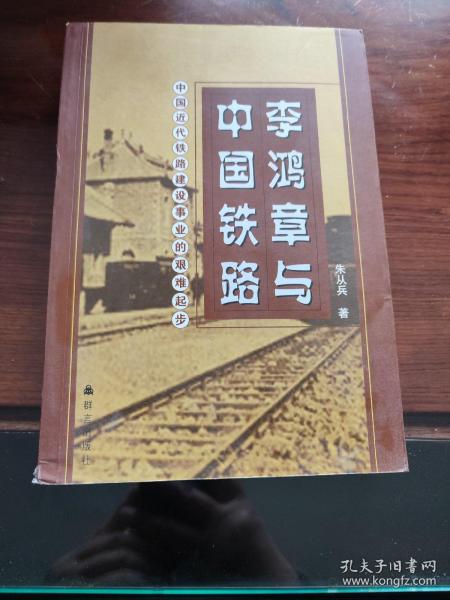 李鸿章与
中国铁路
中国近代铁路建设事业的艰难起步
朱从兵 著
群言出版社
孔夫子旧书网
www.kongfz.com